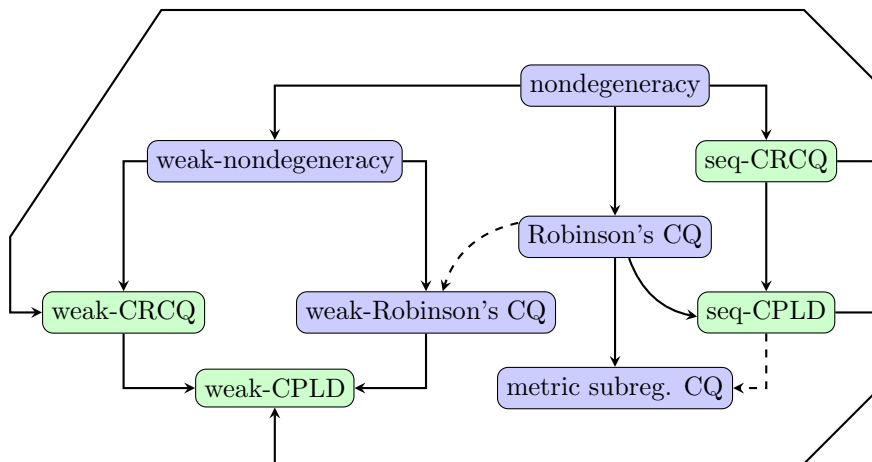 nondegeneracy
weak-nondegeneracy
seq-CRCQ
Robinson's CQ
weak-CRCQ
weak-Robinson's CQ
seq-CPLD
weak-CPLD
metric subreg. CQ